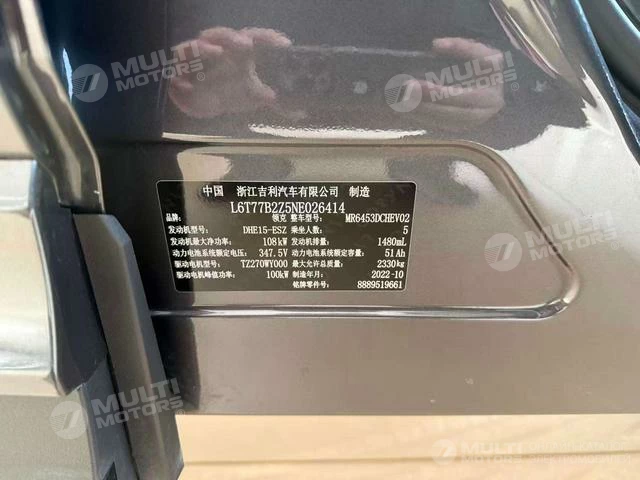 MULTI
MOTORS
MULTI
MOTORS
中国 浙江吉利汽车有限公司 制造
L6T77B2Z5NE026414
品牌: 领克 整车型号: MR6453DCHEV02
发动机型号: DHE15-ESZ 乘坐人数: 5
发动机最大净功率: 108kW 发动机排量: 1480mL
动力电池系统额定电压: 347.5V 动力电池系统额定容量: 51Ah
驱动电机型号: TZ270WY000 最大允许总质量: 2330kg
驱动电机峰值功率: 100kW 制造年月: 2022-10
铭牌零件号: 8889519661
MULTI
MOTORS
MULTI
MOTORS